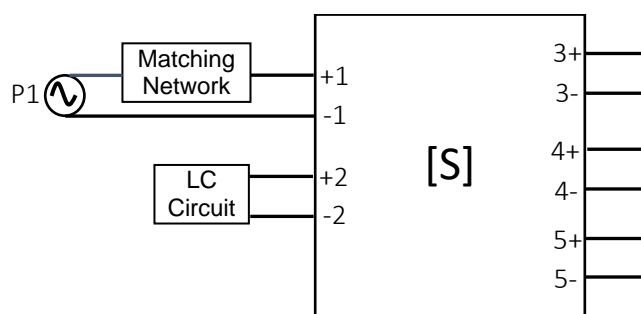 P1
Matching
Network
+1
-1
LC
Circuit
+2
-2
[S]
3+
3-
4+
4-
5+
5-